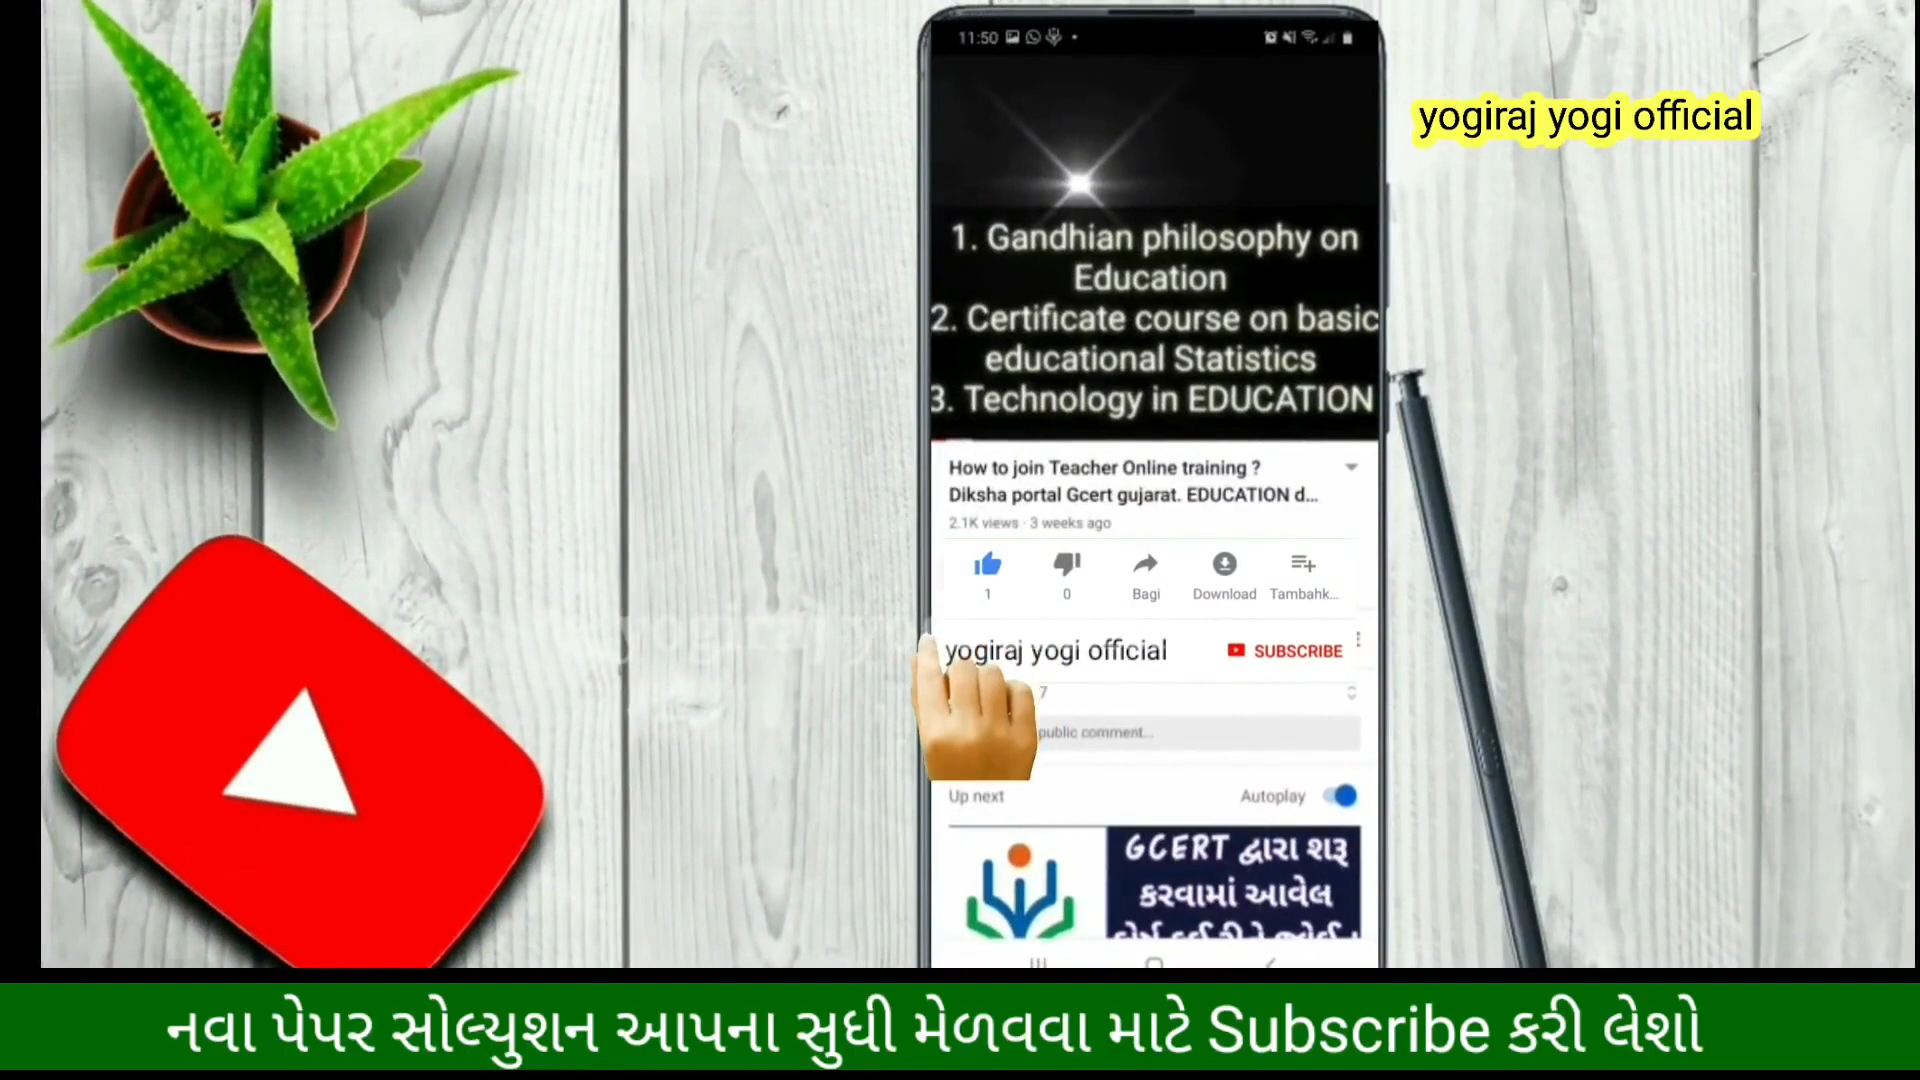 11:50
yogiraj yogi official
1. Gandhian philosophy on
Education
2. Certificate course on basic
educational Statistics
3. Technology in EDUCATION
How to join Teacher Online training ?
Diksha portal Gcert gujarat. EDUCATION d...
2.1K views · 3 weeks ago
1 0 Bagi Download Tambahk...
yogiraj yogi official SUBSCRIBE
7
public comment...
Up next Autoplay
GCERT દ્વારા શરૂ
કરવામાં આવેલ
નવા પેપર સોલ્યુશન આપના સુધી મેળવવા માટે Subscribe કરી લેશો